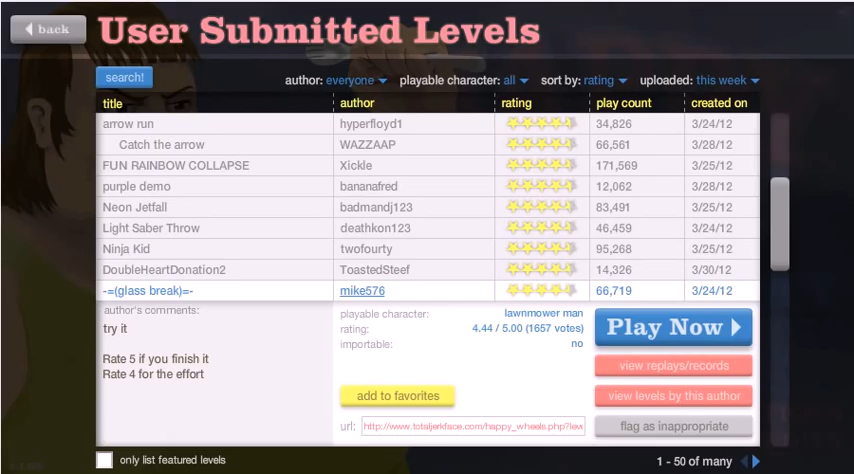 back
User Submitted Levels
search!
author: everyone playable character: all sort by: rating uploaded: this week
title author rating play count created on
arrow run hyperfloyd1 34,826 3/24/12
Catch the arrow WAZZAAP 66,561 3/28/12
FUN RAINBOW COLLAPSE Xickle 171,569 3/25/12
purple demo bananafred 12,062 3/28/12
Neon Jetfall badmandj123 83,491 3/25/12
Light Saber Throw deathkon123 46,459 3/24/12
Ninja Kid twofourty 95,268 3/25/12
DoubleHeartDonation2 ToastedSteef 14,326 3/30/12
-=(glass break)=- mike576 66,719 3/24/12
author's comments:
try it
Rate 5 if you finish it
Rate 4 for the effort
playable character: lawnmower man
rating: 4.44 / 5.00 (1657 votes)
importable: no
add to favorites
url: http://www.totaljerkface.com/happy_wheels.php?lev
Play Now
view replays/records
view levels by this author
flag as inappropriate
only list featured levels
1 - 50 of many